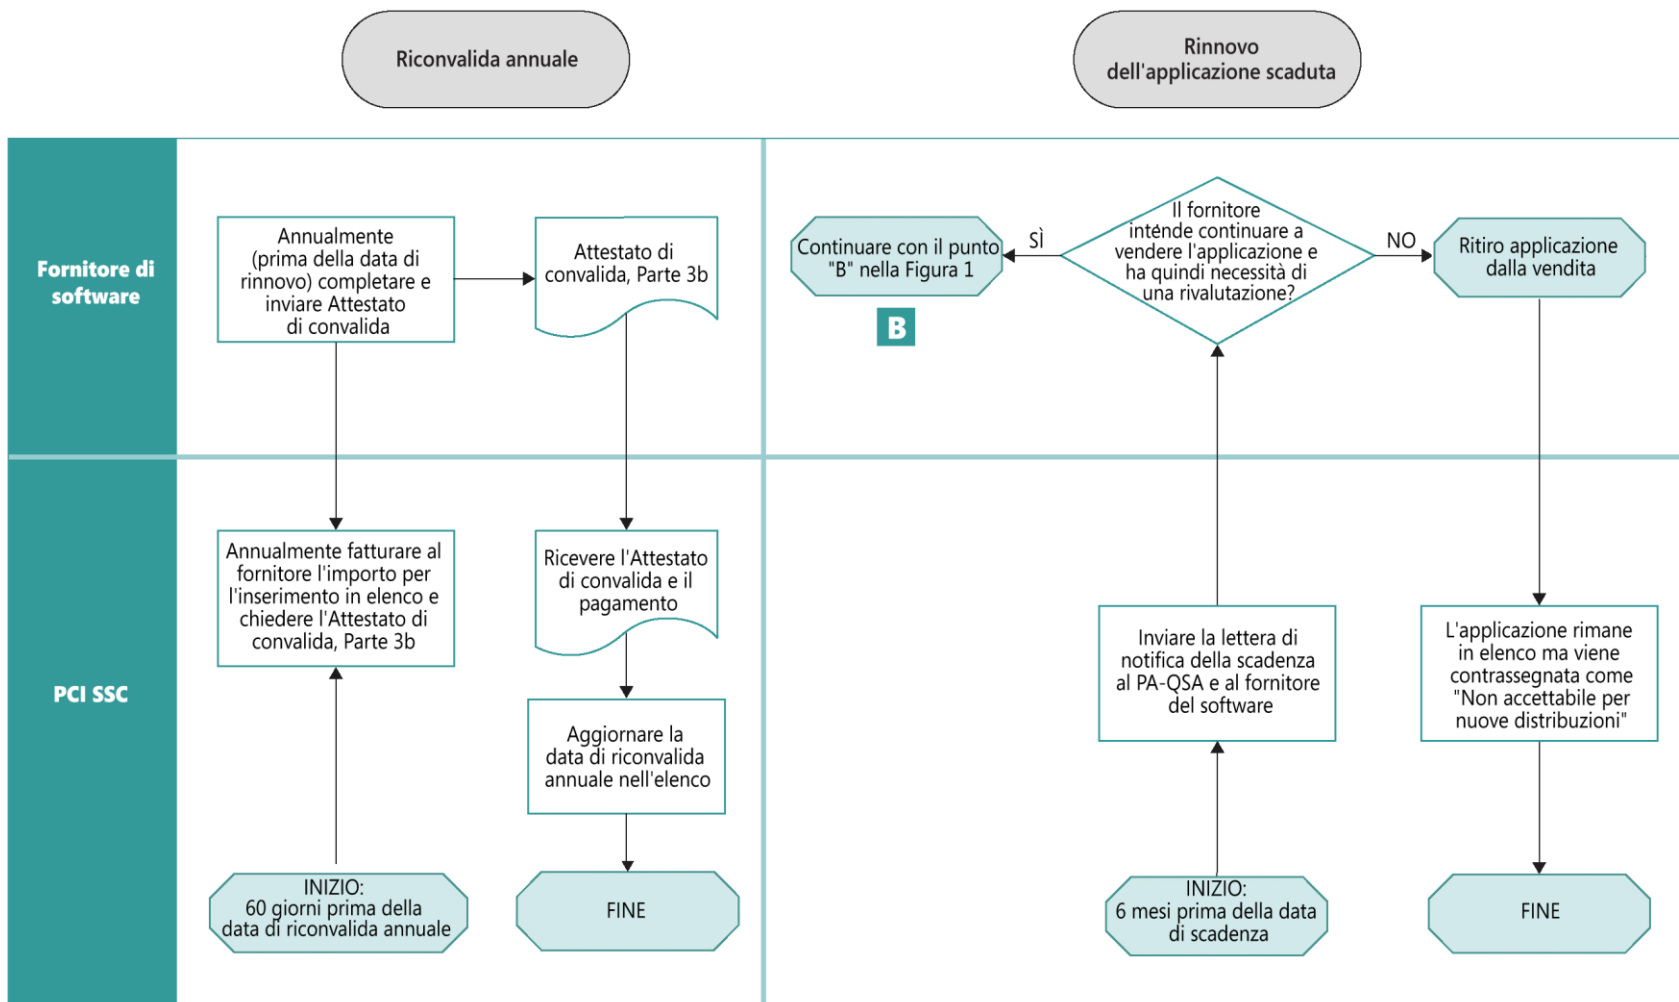 Riconvalida annuale
Rinnovo
dell'applicazione scaduta
Fornitore di
software
Annualmente
(prima della data di
rinnovo) completare e
inviare Attestato
di convalida
Attestato di
convalida, Parte 3b
Continuare con il punto
"B" nella Figura 1
B
SÌ
Il fornitore
intende continuare a
vendere l'applicazione e
ha quindi necessità di
una rivalutazione?
NO
Ritiro applicazione
dalla vendita
PCI SSC
Annualmente fatturare al
fornitore l'importo per
l'inserimento in elenco e
chiedere l'Attestato di
convalida, Parte 3b
Ricevere l'Attestato
di convalida e il
pagamento
Aggiornare la
data di riconvalida
annuale nell'elenco
INIZIO:
60 giorni prima della
data di riconvalida annuale
FINE
Inviare la lettera di
notifica della scadenza
al PA-QSA e al fornitore
del software
L'applicazione rimane
in elenco ma viene
contrassegnata come
"Non accettabile per
nuove distribuzioni"
INIZIO:
6 mesi prima della data
di scadenza
FINE